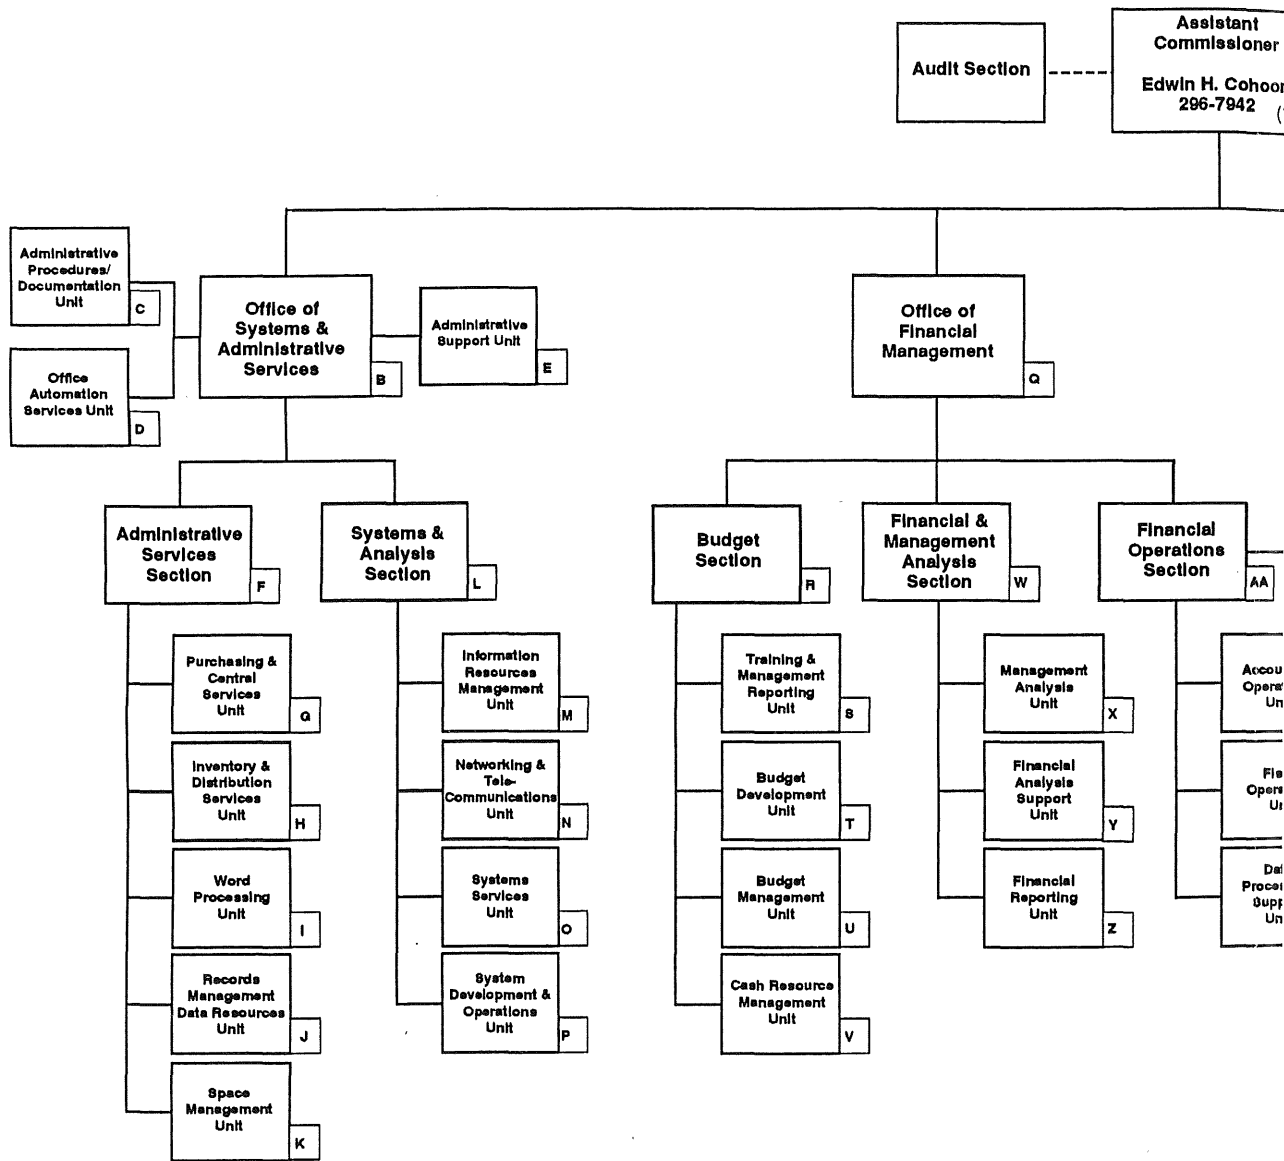 Assistant
Commissioner
Edwin H. Cohoon
296-7942 (
Audit Section
Administrative
Procedures/
Documentation
Unit
C
Office of
Systems &
Administrative
Services
B
Administrative
Support Unit
E
Office
Automation
Services Unit
D
Office of
Financial
Management
Q
Administrative
Services
Section
F
Systems &
Analysis
Section
L
Budget
Section
R
Financial &
Management
Analysis
Section
W
Financial
Operations
Section
AA
Purchasing &
Central
Services
Unit
G
Inventory &
Distribution
Services
Unit
H
Word
Processing
Unit
I
Records
Management
Data Resources
Unit
J
Space
Management
Unit
K
Information
Resources
Management
Unit
M
Networking &
Tele-
Communications
Unit
N
Systems
Services
Unit
O
System
Development &
Operations
Unit
P
Training &
Management
Reporting
Unit
S
Budget
Development
Unit
T
Budget
Management
Unit
U
Cash Resource
Management
Unit
V
Management
Analysis
Unit
X
Financial
Analysis
Support
Unit
Y
Financial
Reporting
Unit
Z